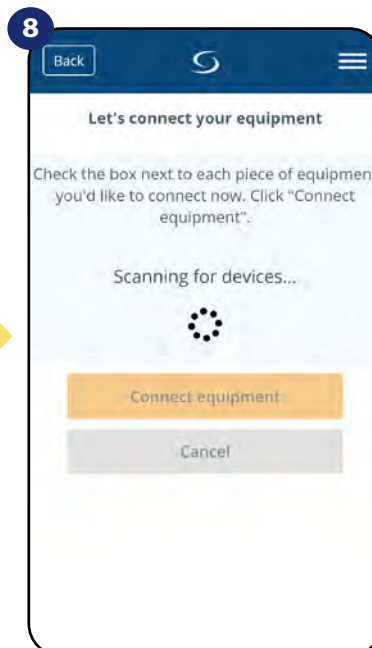 8
Back
Let's connect your equipment
Check the box next to each piece of equipmen
you'd like to connect now. Click "Connect
equipment".
Scanning for devices...
Connect equipment
Cancel